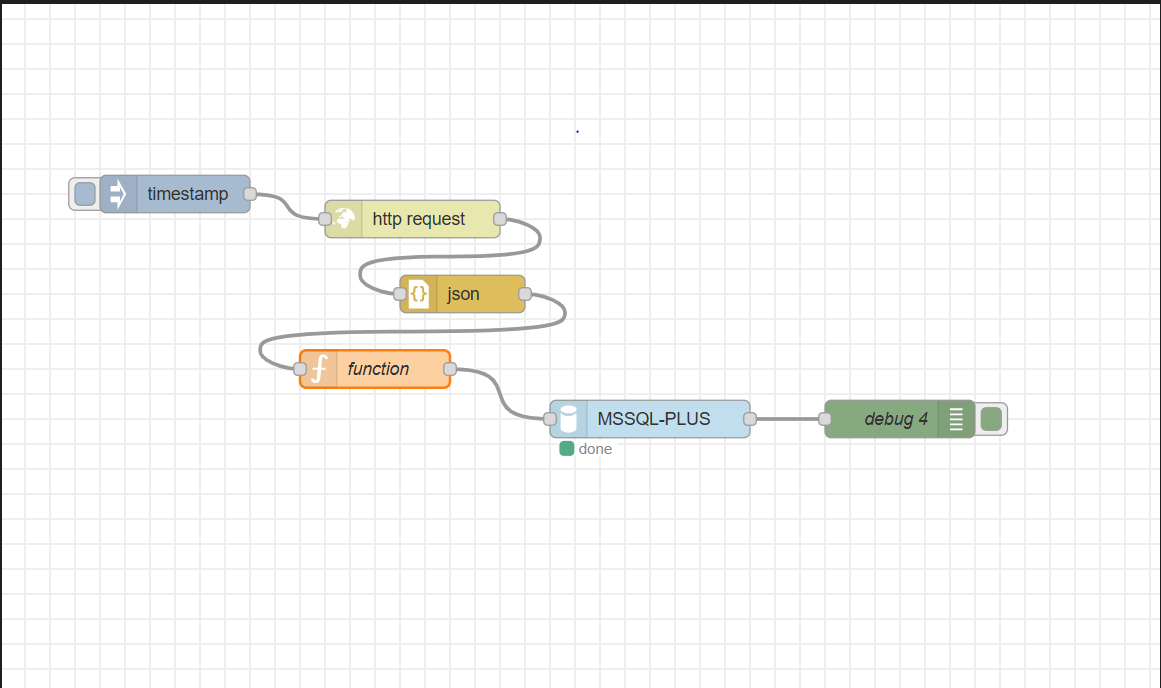 timestamp
http request
json
function
MSSQL-PLUS
debug 4
done